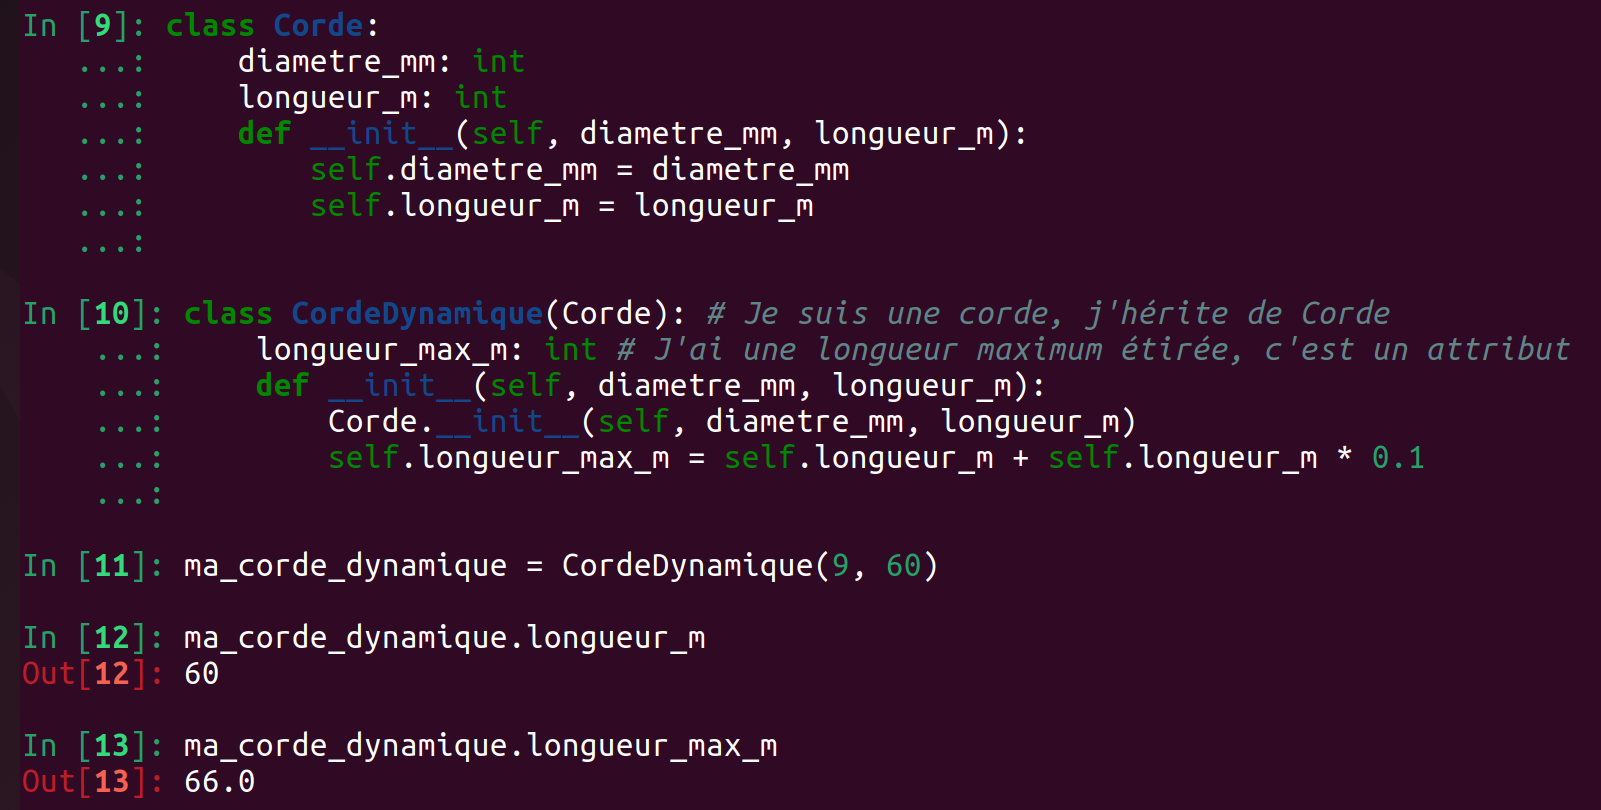 In [9]: class Corde:
   ...:     diametre_mm: int
   ...:     longueur_m: int
   ...:     def __init__(self, diametre_mm, longueur_m):
   ...:         self.diametre_mm = diametre_mm
   ...:         self.longueur_m = longueur_m
   ...:
In [10]: class CordeDynamique(Corde): # Je suis une corde, j'hérite de Corde
    ...:     longueur_max_m: int # J'ai une longueur maximum étirée, c'est un attribut
    ...:     def __init__(self, diametre_mm, longueur_m):
    ...:         Corde.__init__(self, diametre_mm, longueur_m)
    ...:         self.longueur_max_m = self.longueur_m + self.longueur_m * 0.1
    ...:
In [11]: ma_corde_dynamique = CordeDynamique(9, 60)
In [12]: ma_corde_dynamique.longueur_m
Out[12]: 60
In [13]: ma_corde_dynamique.longueur_max_m
Out[13]: 66.0